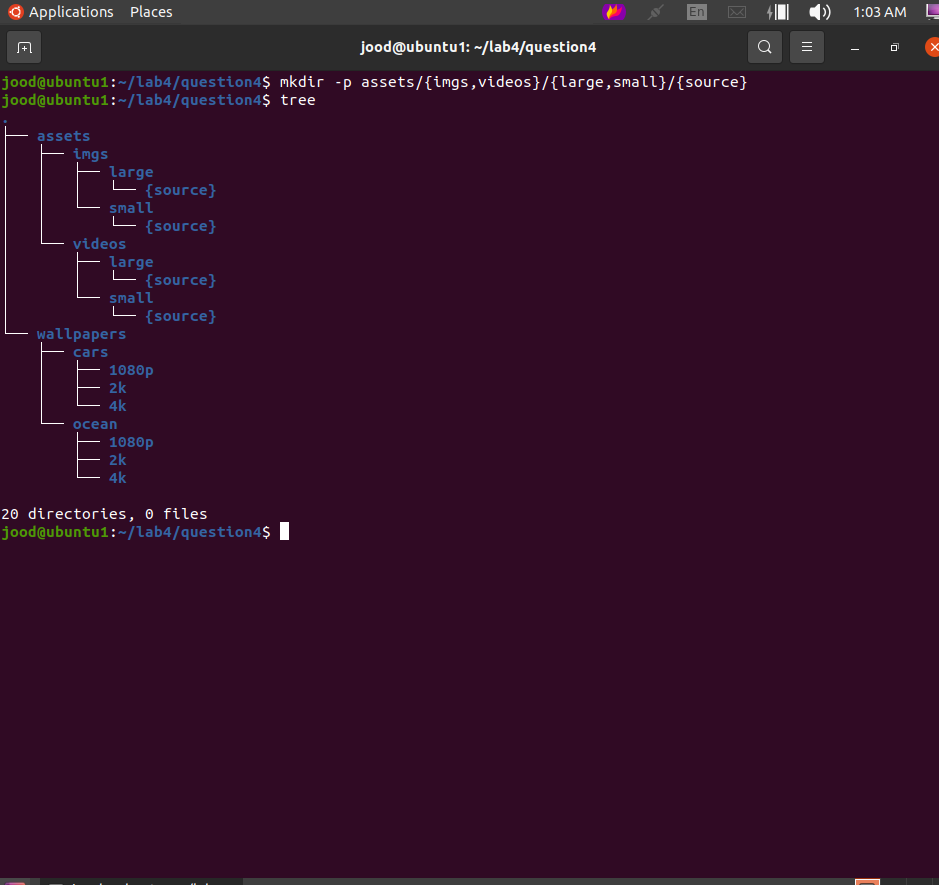 Applications Places En 1:03 AM
jood@ubuntu1: ~/lab4/question4
jood@ubuntu1:~/lab4/question4$ mkdir -p assets/{imgs,videos}/{large,small}/{source}
jood@ubuntu1:~/lab4/question4$ tree
.
assets
imgs
large
{source}
small
{source}
videos
large
{source}
small
{source}
wallpapers
cars
1080p
2k
4k
ocean
1080p
2k
4k
20 directories, 0 files
jood@ubuntu1:~/lab4/question4$